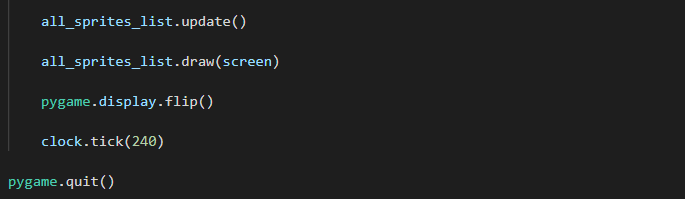 all_sprites_list.update()
all_sprites_list.draw(screen)
pygame.display.flip()
clock.tick(240)
pygame.quit()